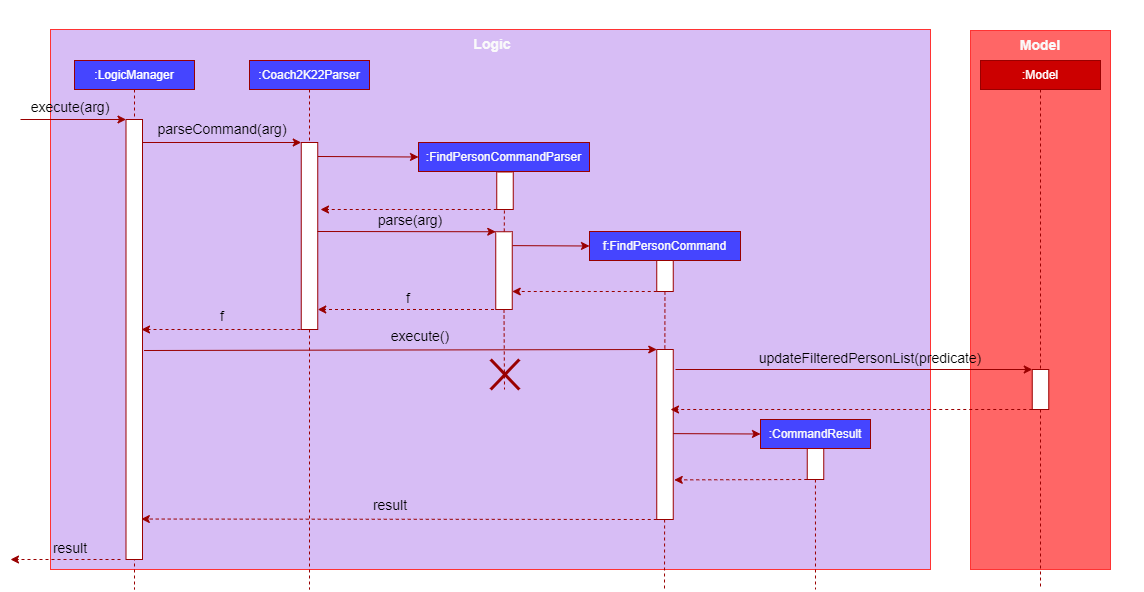 Logic
Model
:LogicManager
:Coach2K22Parser
:Model
execute(arg)
parseCommand(arg)
:FindPersonCommandParser
parse(arg)
f:FindPersonCommand
f
f
execute()
updateFilteredPersonList(predicate)
:CommandResult
result
result